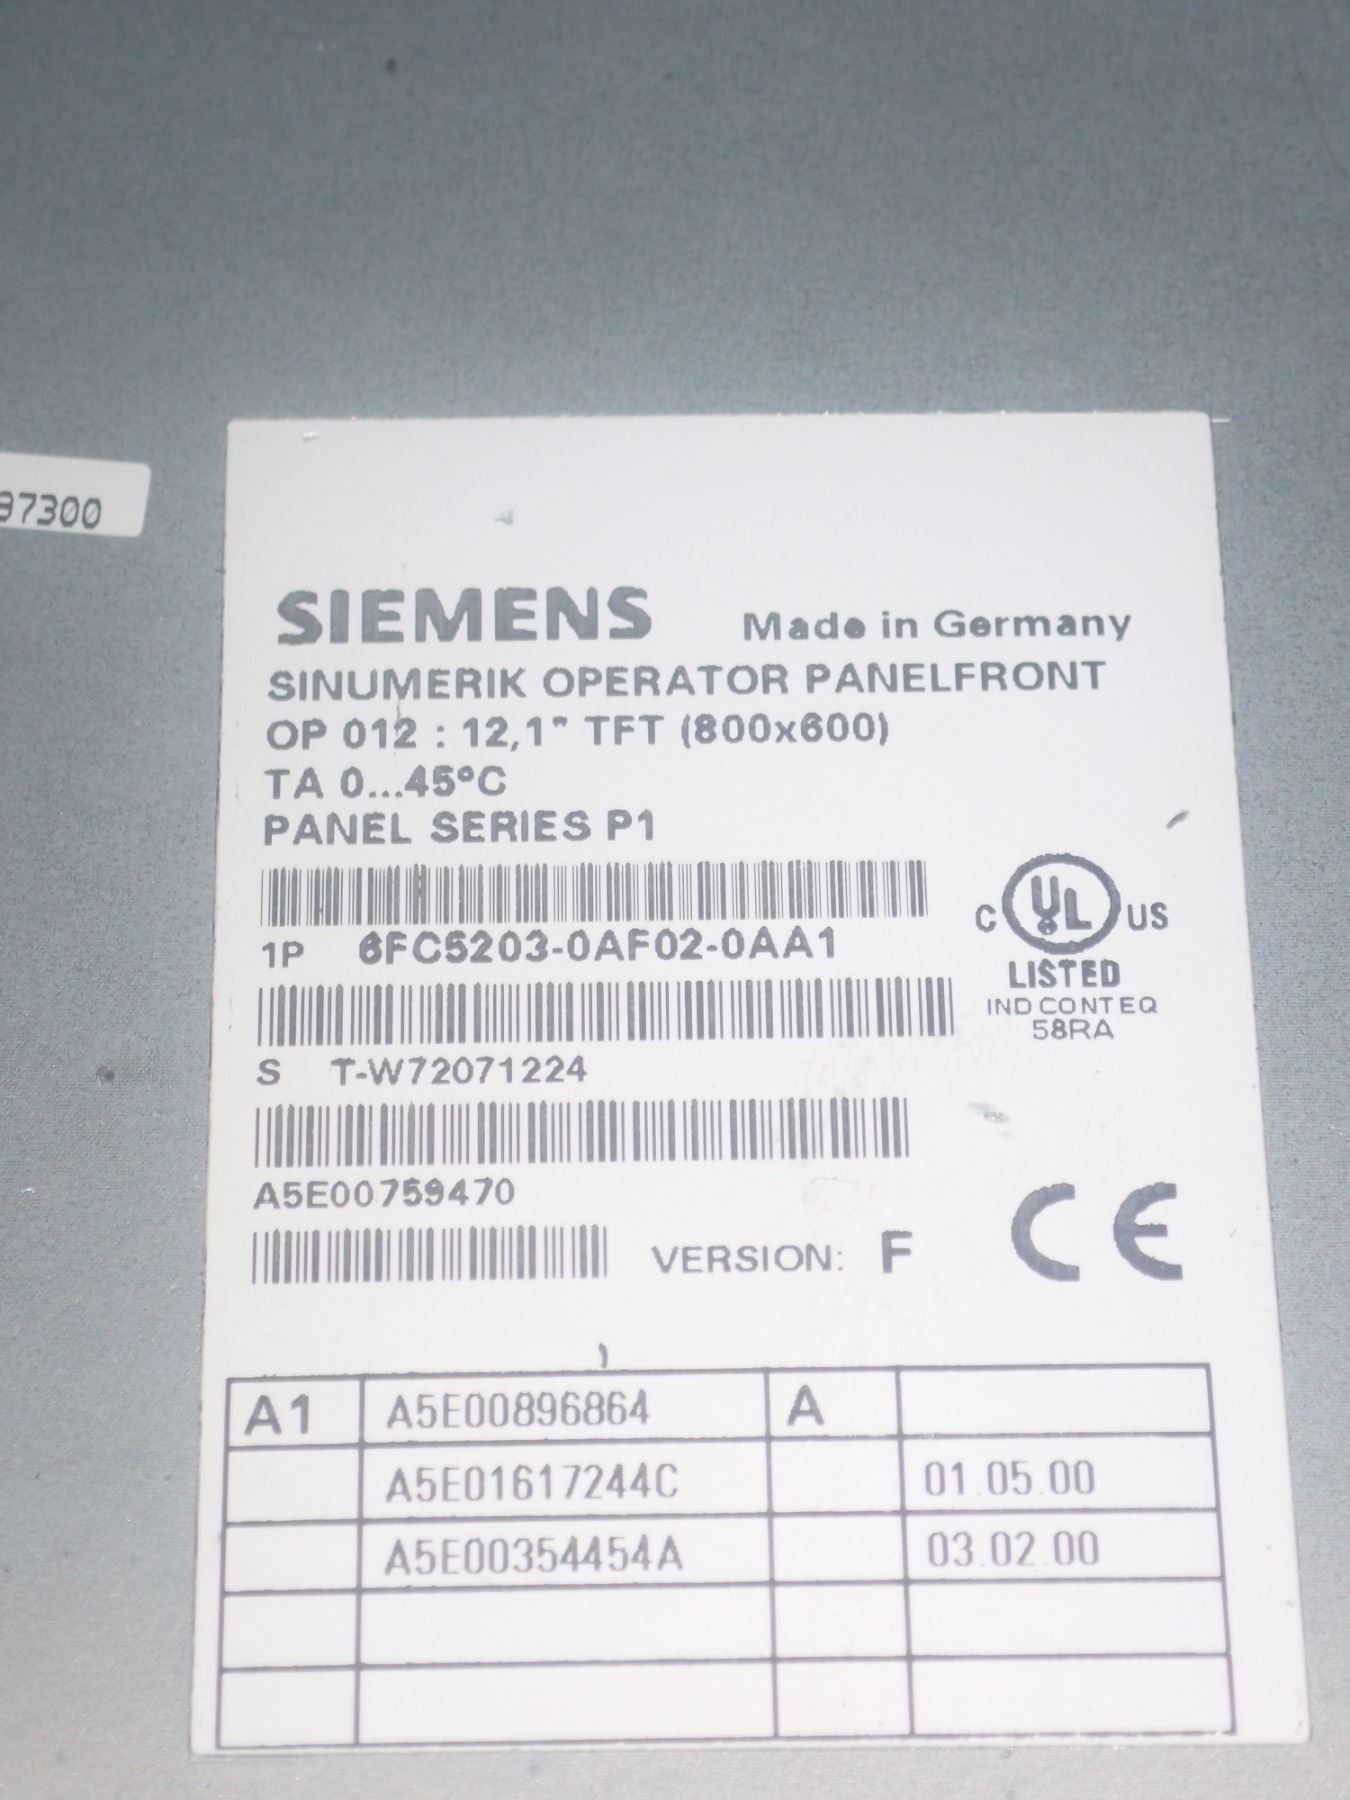 97300
SIEMENS Made in Germany
SINUMERIK OPERATOR PANELFRONT
OP 012 : 12,1" TFT (800x600)
TA 0...45°C
PANEL SERIES P1
1P 6FC5203-0AF02-0AA1
C UL US
LISTED
IND CONT EQ
58RA
S T-W72071224
A5E00759470
VERSION: F
CE
A1 A5E00896864 A
A5E01617244C 01.05.00
A5E00354454A 03.02.00